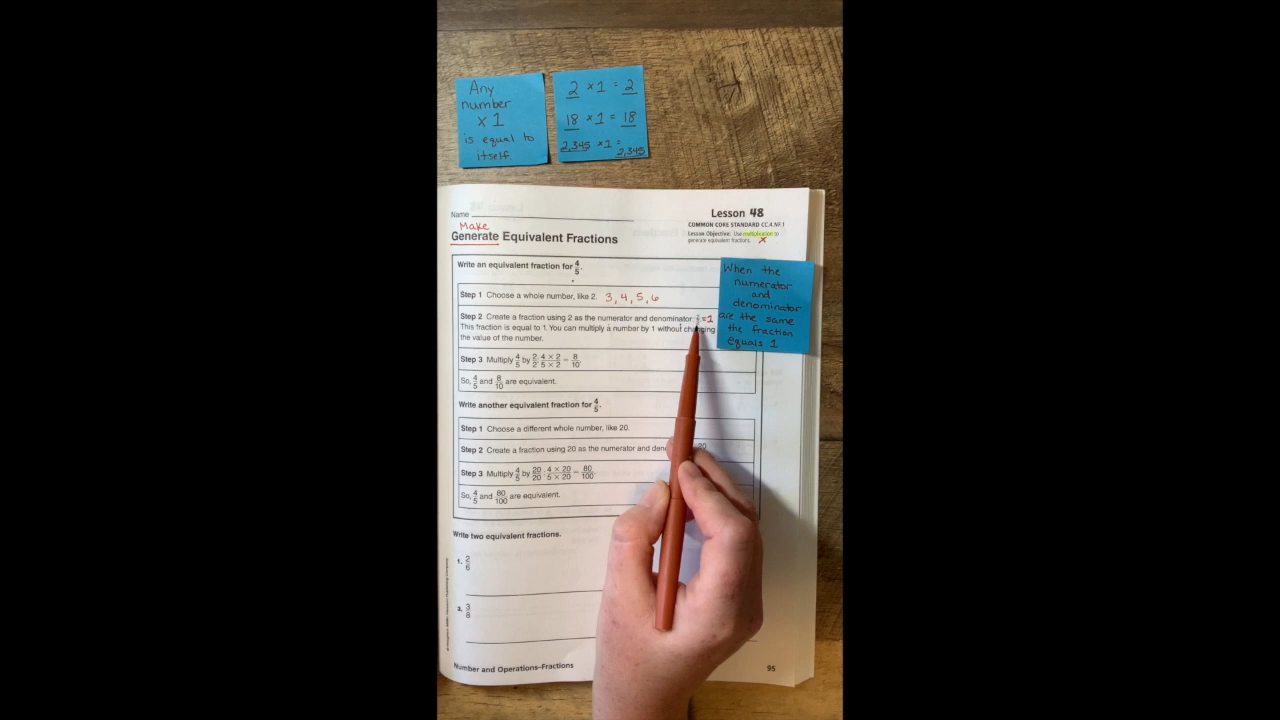 Any
number
x 1
is equal to
itself.
2 x 1 = 2
18 x 1 = 18
2,345 x 1 =
2,345
Name
Lesson 48
COMMON CORE STANDARD CC.4.NF.1
Lesson Objective: Use multiplication to
generate equivalent fractions. x
Make
Generate Equivalent Fractions
Write an equivalent fraction for 4/5.
Step 1 Choose a whole number, like 2. 3, 4, 5, 6
Step 2 Create a fraction using 2 as the numerator and denominator: 2/2 = 1
This fraction is equal to 1. You can multiply a number by 1 without changing
the value of the number.
Step 3 Multiply 4/5 by 2/2: 4 × 2/5 × 2 = 8/10.
So, 4/5 and 8/10 are equivalent.
When the
numerator
and
denominator
are the same
the fraction
equals 1
Write another equivalent fraction for 4/5.
Step 1 Choose a different whole number, like 20.
Step 2 Create a fraction using 20 as the numerator and 20
Step 3 Multiply 4/5 by 20/20: 4 × 20/5 × 20 = 80/100
So, 4/5 and 80/100 are equivalent.
Write two equivalent fractions.
1. 2/6
3. 3/8
Number and Operations–Fractions
95